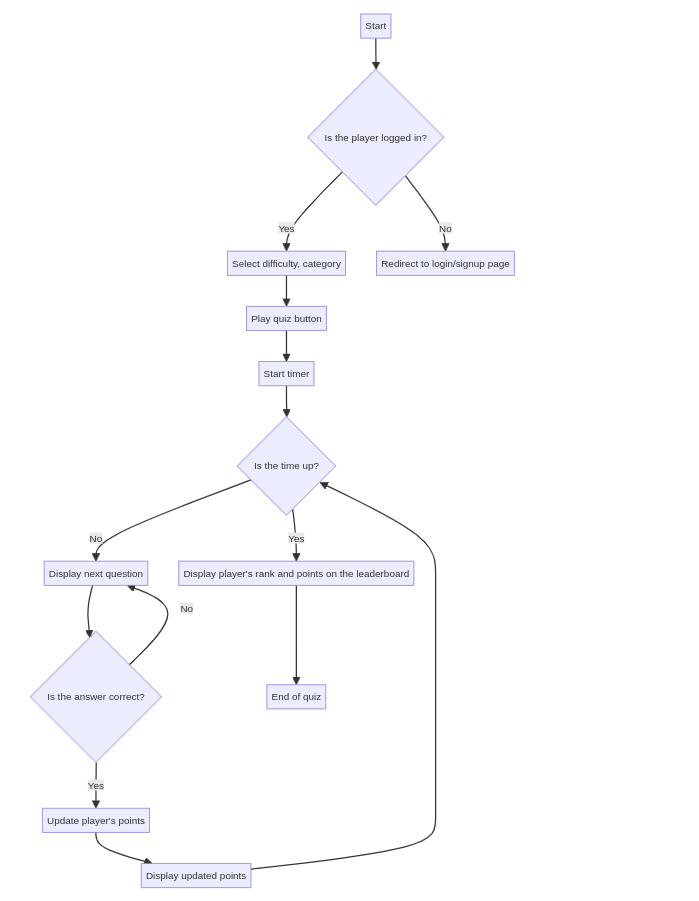 Start
Is the player logged in?
Yes
No
Select difficulty, category
Redirect to login/signup page
Play quiz button
Start timer
Is the time up?
No
Yes
Display next question
Display player's rank and points on the leaderboard
No
Is the answer correct?
End of quiz
Yes
Update player's points
Display updated points